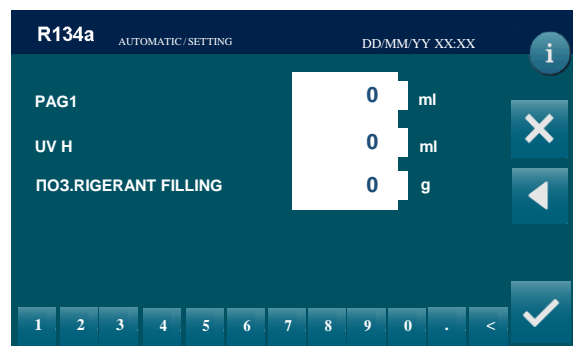 R134a AUTOMATIC/SETTING DD/MM/YY XX:XX
i
PAG1 0 ml
UV H 0 ml
ПОЗ.RIGERANT FILLING 0 g
1 2 3 4 5 6 7 8 9 0 . <